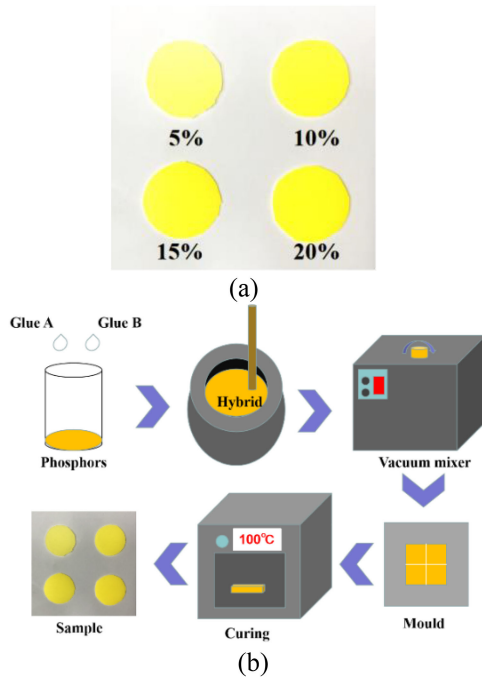 5% 10%
15% 20%
(a)
Glue A Glue B
Hybrid
Phosphors
Vacuum mixer
100℃
Sample
Curing
Mould
(b)